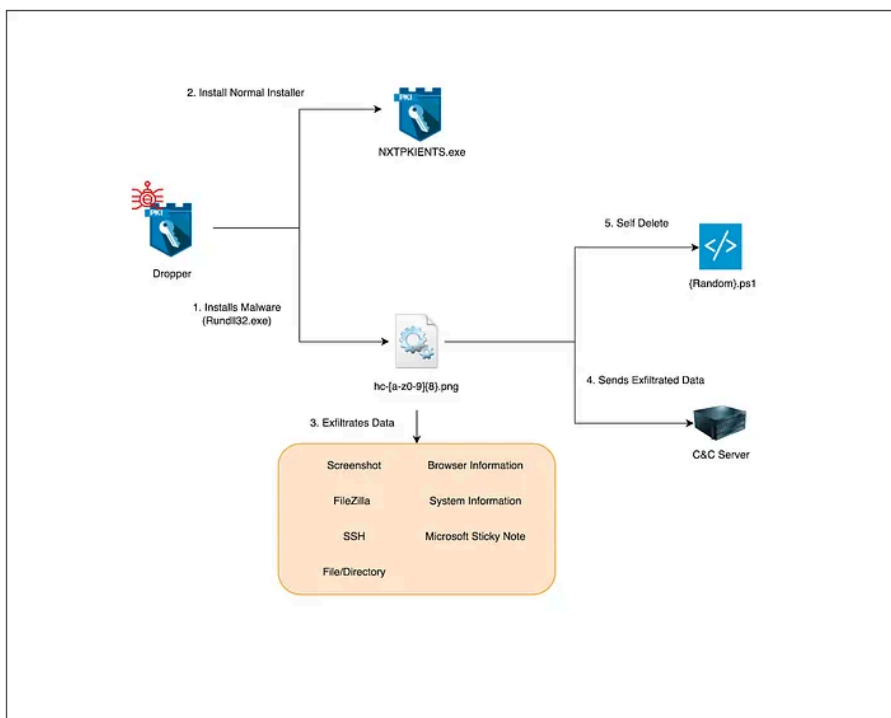 2. Install Normal Installer
IPKI
NXTPKIENTS.exe
IPKI
Dropper
5. Self Delete
</>
{Random}.ps1
1. Installs Malware
(Rundll32.exe)
hc-[a-z0-9]{8}.png
4. Sends Exfiltrated Data
C&C Server
3. Exfiltrates Data
Screenshot Browser Information
FileZilla System Information
SSH Microsoft Sticky Note
File/Directory